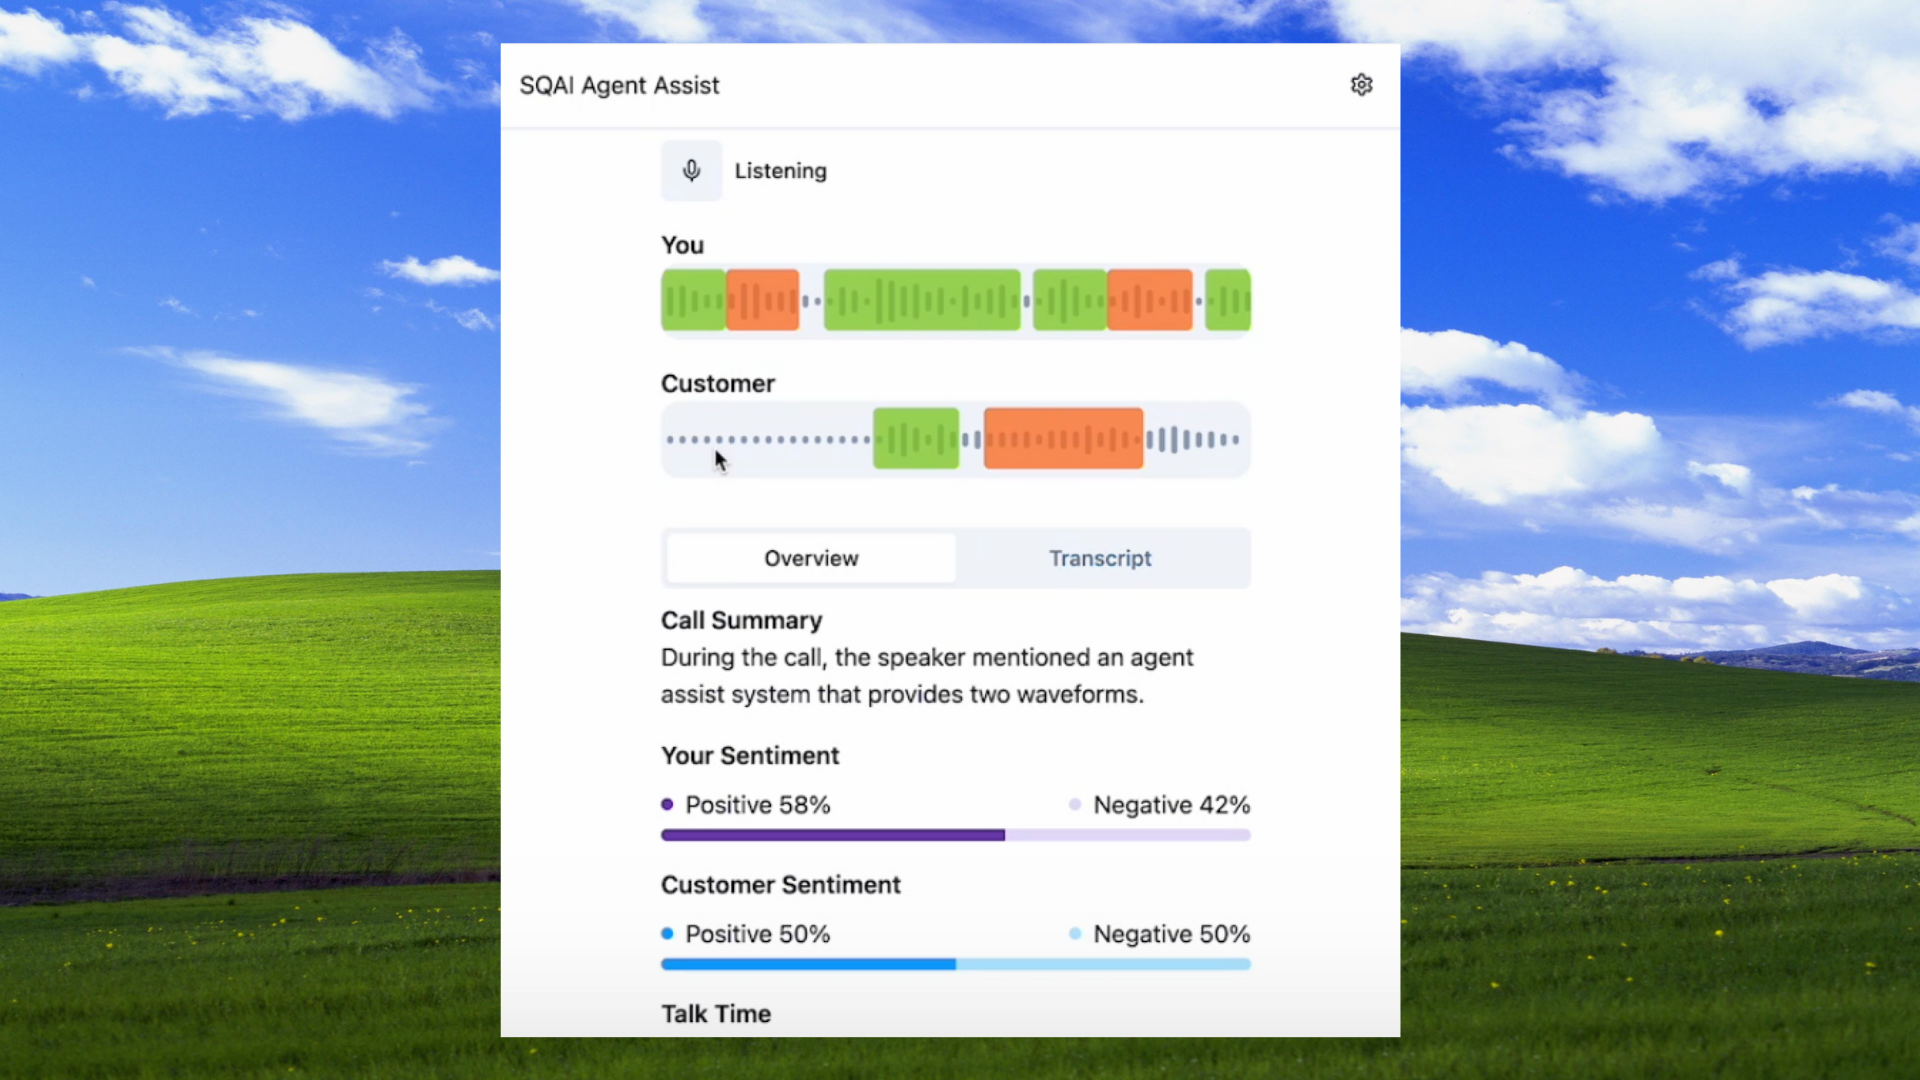 SQAI Agent Assist
Listening
You
Customer
Overview
Transcript
Call Summary
During the call, the speaker mentioned an agent
assist system that provides two waveforms.
Your Sentiment
Positive 58%
Negative 42%
Customer Sentiment
Positive 50%
Negative 50%
Talk Time